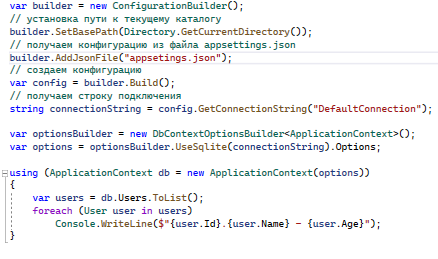 var builder = new ConfigurationBuilder();
// установка пути к текущему каталогу
builder.SetBasePath(Directory.GetCurrentDirectory());
// получаем конфигурацию из файла appsettings.json
builder.AddJsonFile("appsetings.json");
// создаем конфигурацию
var config = builder.Build();
// получаем строку подключения
string connectionString = config.GetConnectionString("DefaultConnection");
var optionsBuilder = new DbContextOptionsBuilder<ApplicationContext>();
var options = optionsBuilder.UseSqlite(connectionString).Options;
using (ApplicationContext db = new ApplicationContext(options))
{
var users = db.Users.ToList();
foreach (User user in users)
Console.WriteLine($"{user.Id}.{user.Name} - {user.Age}");
}